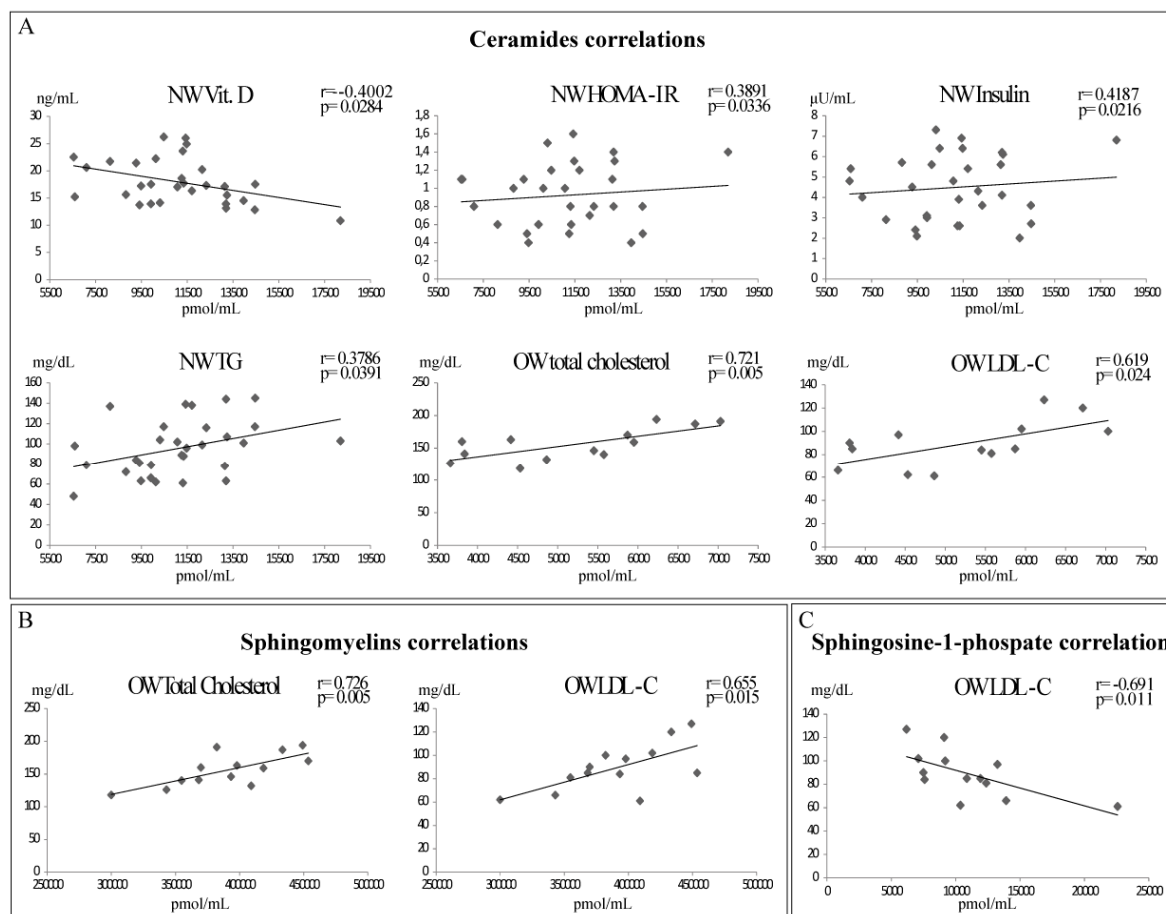 A
Ceramides correlations
NW Vit. D
ng/mL
r=-0.4002
p=0.0284
30
25
20
15
10
5
0
5500 7500 9500 11500 13500 15500 17500 19500
pmol/mL
NW HOMA-IR
r= 0.3891
p= 0.0336
1,8
1,6
1,4
1,2
1
0,8
0,6
0,4
0,2
0
5500 7500 9500 11500 13500 15500 17500 19500
pmol/mL
NW Insulin
µU/mL
r= 0.4187
p= 0.0216
8
7
6
5
4
3
2
1
0
5500 7500 9500 11500 13500 15500 17500 19500
pmol/mL
NW TG
mg/dL
r= 0.3786
p= 0.0391
160
140
120
100
80
60
40
20
0
5500 7500 9500 11500 13500 15500 17500 19500
pmol/mL
OW total cholesterol
mg/dL
r= 0.721
p= 0.005
250
200
150
100
50
0
3500 4000 4500 5000 5500 6000 6500 7000 7500
pmol/mL
OW LDL-C
mg/dL
r= 0.619
p= 0.024
140
120
100
80
60
40
20
0
3500 4000 4500 5000 5500 6000 6500 7000 7500
pmol/mL
B
Sphingomyelins correlations
OW Total Cholesterol
mg/dL
r= 0.726
p= 0.005
250
200
150
100
50
0
250000 300000 350000 400000 450000 500000
pmol/mL
OW LDL-C
mg/dL
r= 0.655
p= 0.015
140
120
100
80
60
40
20
0
250000 300000 350000 400000 450000 500000
pmol/mL
C
Sphingosine-1-phospate correlation
OW LDL-C
mg/dL
r= -0.691
p= 0.011
140
120
100
80
60
40
20
0
0 5000 10000 15000 20000 25000
pmol/mL